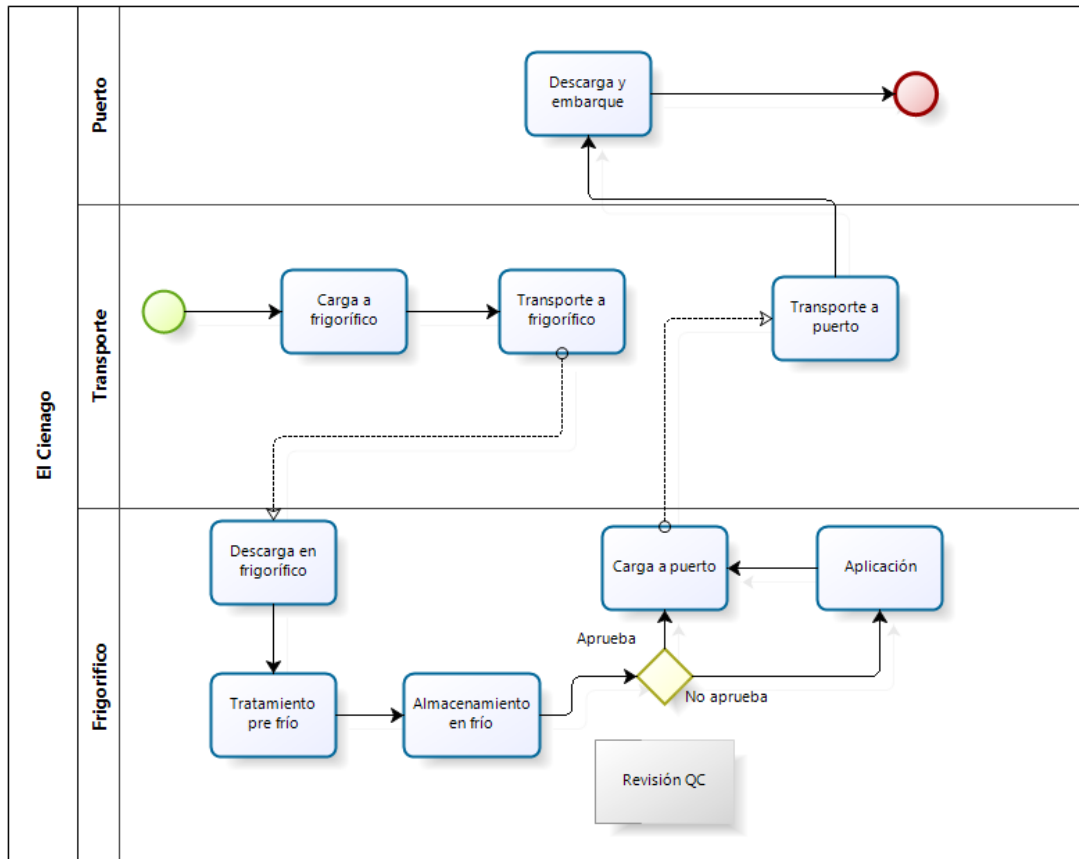 El Cienago
Puerto
Descarga y
embarque
Transporte
Carga a
frigorífico
Transporte a
frigorífico
Transporte a
puerto
Frigorifico
Descarga en
frigorífico
Carga a puerto
Aplicación
Aprueba
No aprueba
Tratamiento
pre frío
Almacenamiento
en frío
Revisión QC